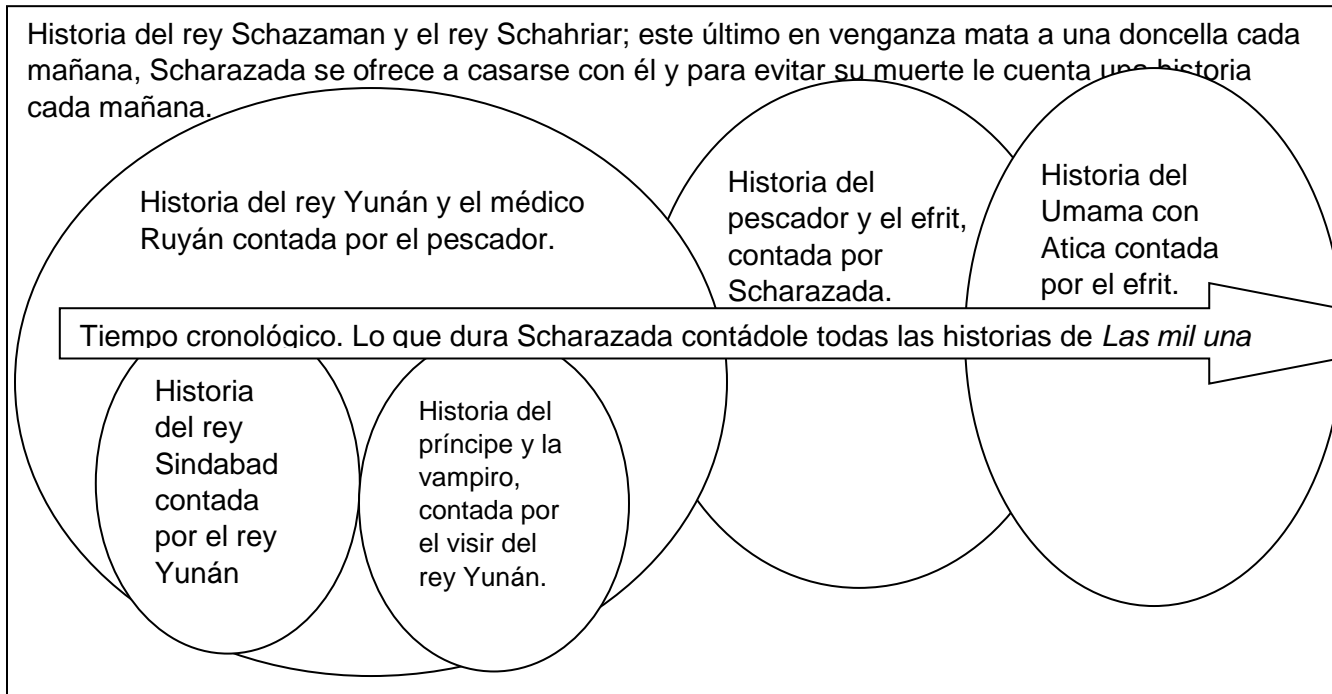 Historia del rey Schazaman y el rey Schahriar; este último en venganza mata a una doncella cada
mañana, Scharazada se ofrece a casarse con él y para evitar su muerte le cuenta una historia
cada mañana.
Historia del rey Yunán y el médico
Ruyán contada por el pescador.
Historia del
pescador y el efrit,
contada por
Scharazada.
Historia del
Umama con
Atica contada
por el efrit.
Tiempo cronológico. Lo que dura Scharazada contádole todas las historias de Las mil una
Historia
del rey
Sindabad
contada
por el rey
Yunán
Historia del
príncipe y la
vampiro,
contada por
el visir del
rey Yunán.